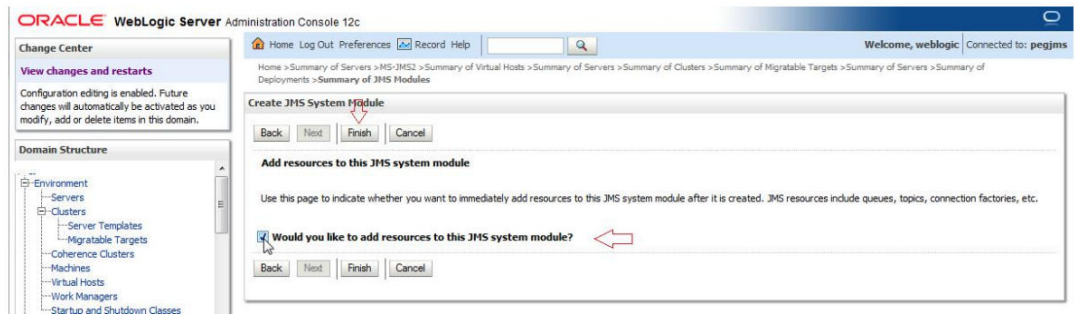 ORACLE WebLogic Server Administration Console 12c
Change Center
View changes and restarts
Configuration editing is enabled. Future
changes will automatically be activated as you
modify, add or delete items in this domain.
Domain Structure
Environment
Servers
Clusters
Server Templates
Migratable Targets
Coherence Clusters
Machines
Virtual Hosts
Work Managers
Startup and Shutdown Classes
Home Log Out Preferences Record Help
Welcome, weblogic Connected to: pegjms
Home >Summary of Servers >MS-JMS2 >Summary of Virtual Hosts >Summary of Servers >Summary of Clusters >Summary of Migratable Targets >Summary of Servers >Summary of
Deployments >Summary of JMS Modules
Create JMS System Module
Back Next Finish Cancel
Add resources to this JMS system module
Use this page to indicate whether you want to immediately add resources to this JMS system module after it is created. JMS resources include queues, topics, connection factories, etc.
Would you like to add resources to this JMS system module?
Back Next Finish Cancel